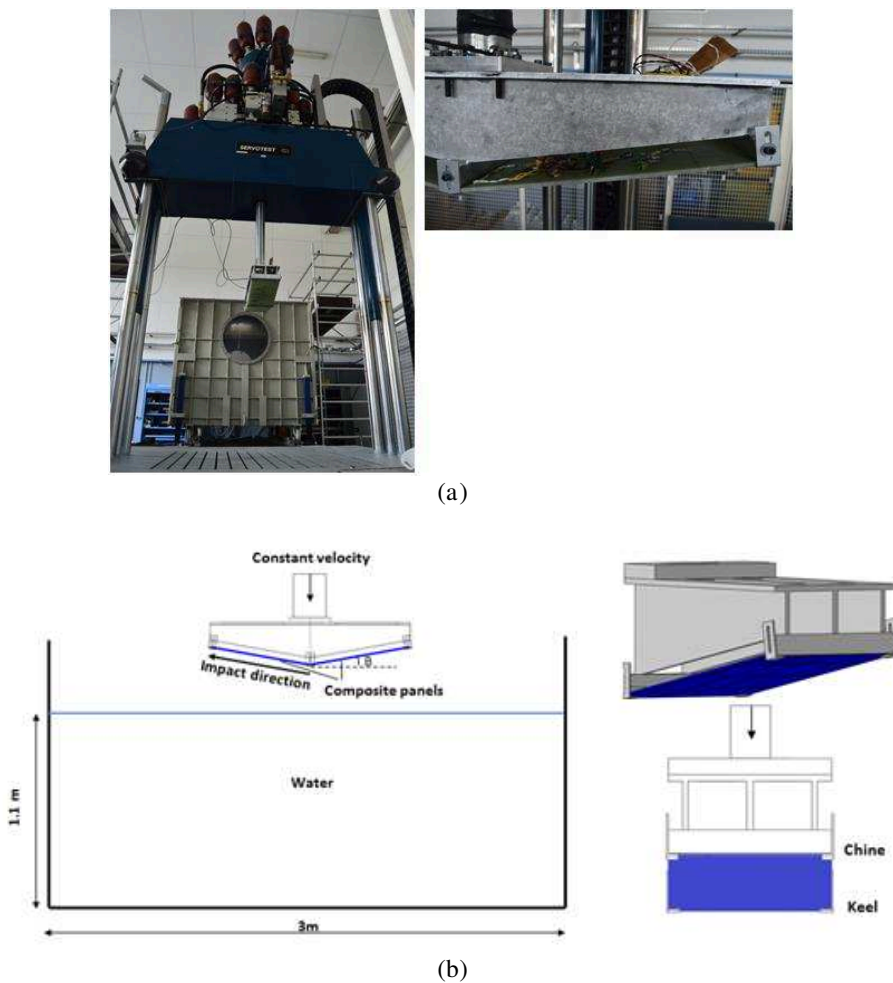 SERVOTEST
(a)
Constant velocity
θ
Impact direction
Composite panels
Water
1.1 m
3m
Chine
Keel
(b)